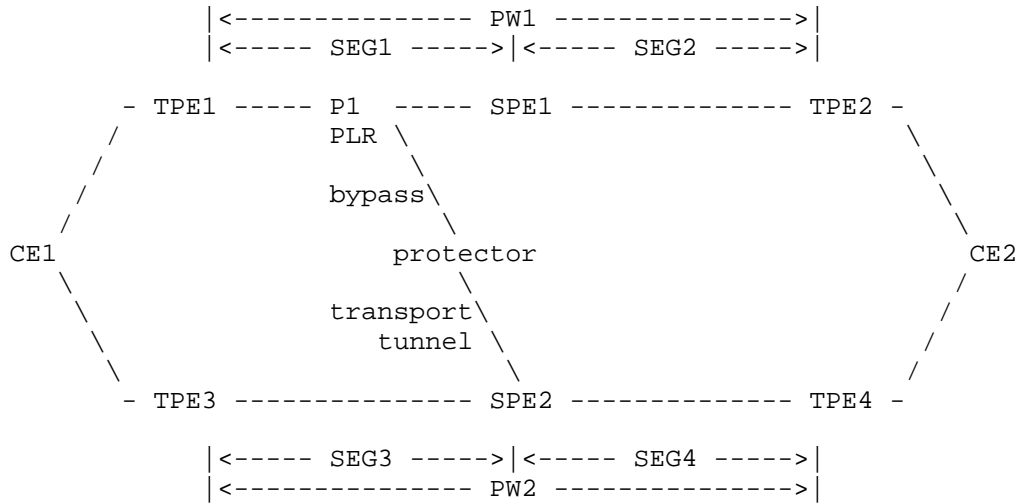 |<--------------- PW1 --------------->|
|<----- SEG1 ----->|<----- SEG2 ----->|
- TPE1 ----- P1 ----- SPE1 -------------- TPE2 -
PLR
bypass
CE1 protector CE2
transport
tunnel
- TPE3 --------------- SPE2 -------------- TPE4 -
|<----- SEG3 ----->|<----- SEG4 ----->|
|<--------------- PW2 --------------->|